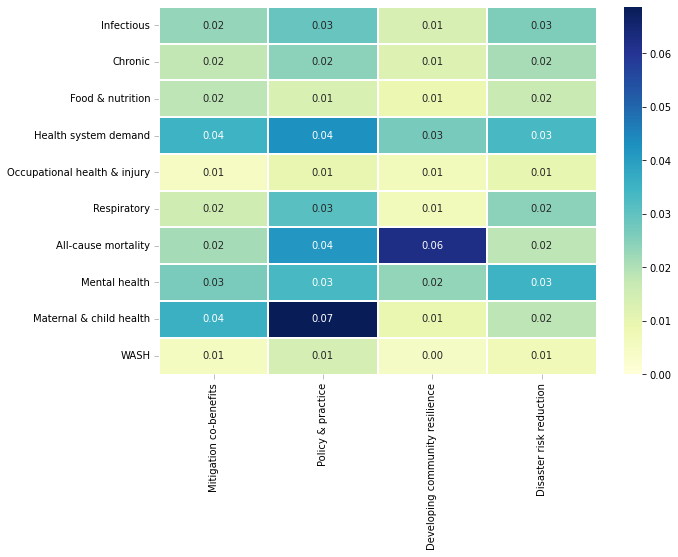 Infectious 0.02 0.03 0.01 0.03
Chronic 0.02 0.02 0.01 0.02
Food & nutrition 0.02 0.01 0.01 0.02
Health system demand 0.04 0.04 0.03 0.03
Occupational health & injury 0.01 0.01 0.01 0.01
Respiratory 0.02 0.03 0.01 0.02
All-cause mortality 0.02 0.04 0.06 0.02
Mental health 0.03 0.03 0.02 0.03
Maternal & child health 0.04 0.07 0.01 0.02
WASH 0.01 0.01 0.00 0.01
Mitigation co-benefits
Policy & practice
Developing community resilience
Disaster risk reduction
0.06
0.05
0.04
0.03
0.02
0.01
0.00